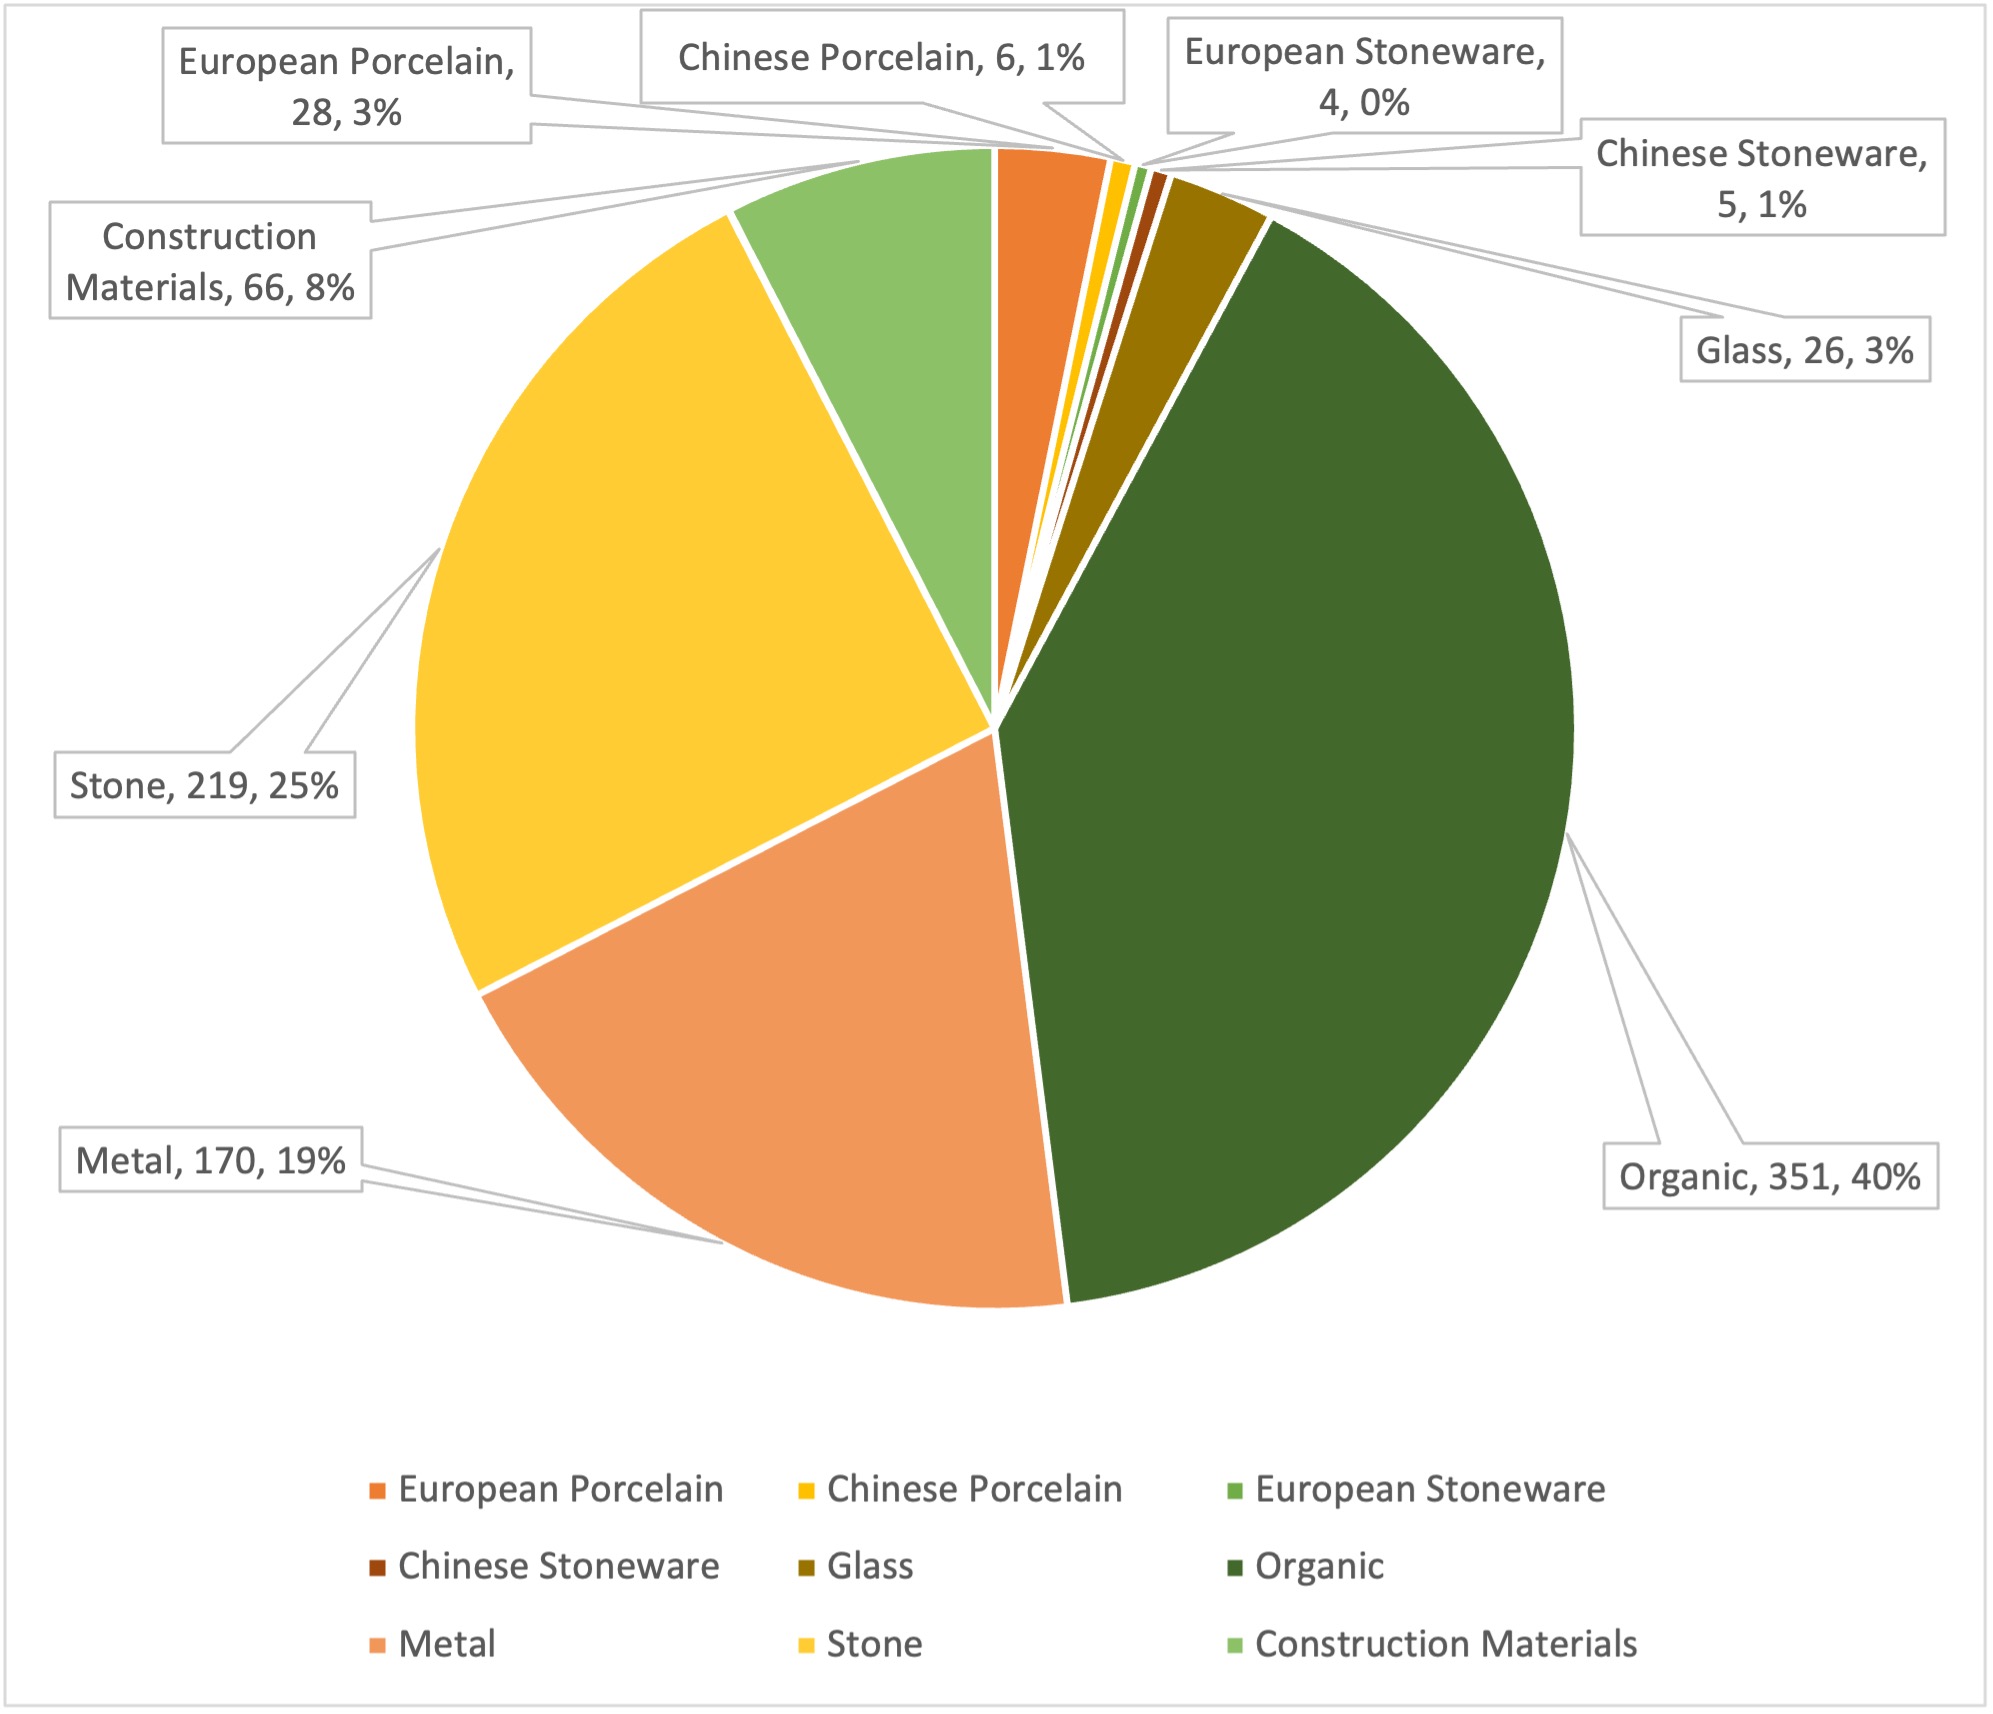 European Porcelain,
28, 3%
Chinese Porcelain, 6, 1%
European Stoneware,
4, 0%
Chinese Stoneware,
5, 1%
Construction
Materials, 66, 8%
Glass, 26, 3%
Stone, 219, 25%
Metal, 170, 19%
Organic, 351, 40%
European Porcelain
Chinese Porcelain
European Stoneware
Chinese Stoneware
Glass
Organic
Metal
Stone
Construction Materials